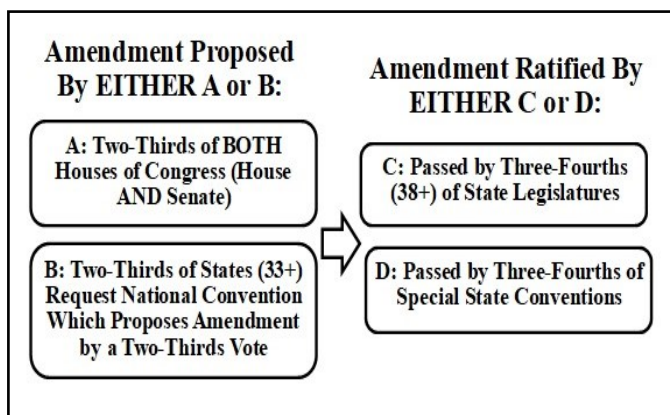 Amendment Proposed
By EITHER A or B:
A: Two-Thirds of BOTH
Houses of Congress (House
AND Senate)
B: Two-Thirds of States (33+)
Request National Convention
Which Proposes Amendment
by a Two-Thirds Vote
Amendment Ratified By
EITHER C or D:
C: Passed by Three-Fourths
(38+) of State Legislatures
D: Passed by Three-Fourths of
Special State Conventions